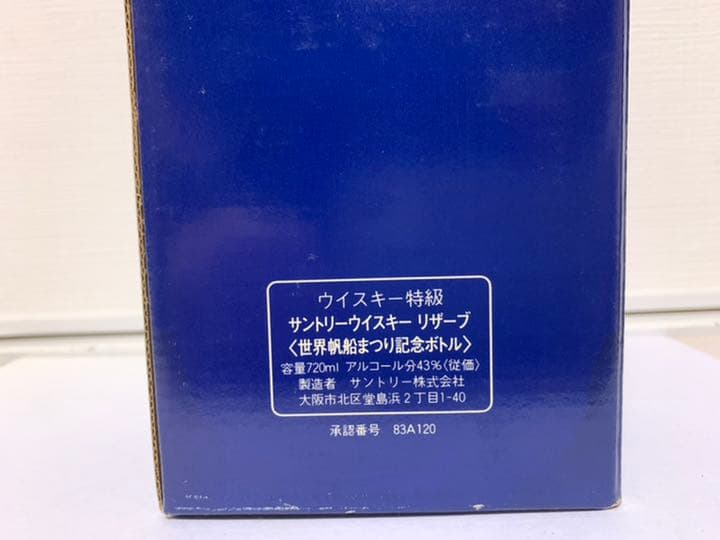 ウイスキー特級
サントリーウイスキー リザーブ
〈世界帆船まつり記念ボトル〉
容量720ml アルコール分43%〈従価〉
製造者 サントリー株式会社
大阪市北区堂島浜2丁目1-40
承認番号 83A120